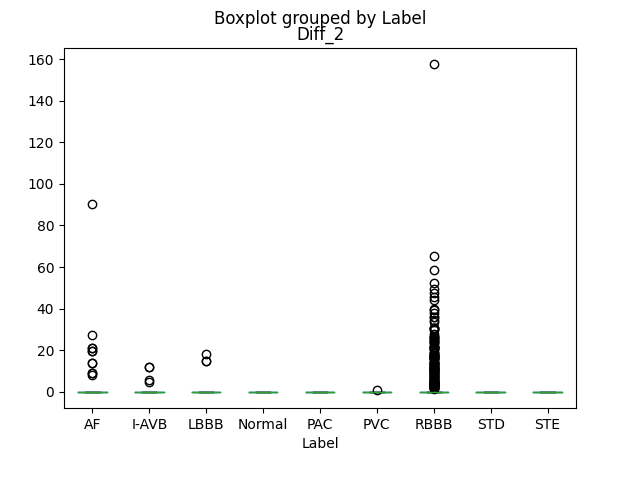 Boxplot grouped by Label
Diff_2
160
140
120
100
80
60
40
20
0
AF I-AVB LBBB Normal PAC PVC RBBB STD STE
Label